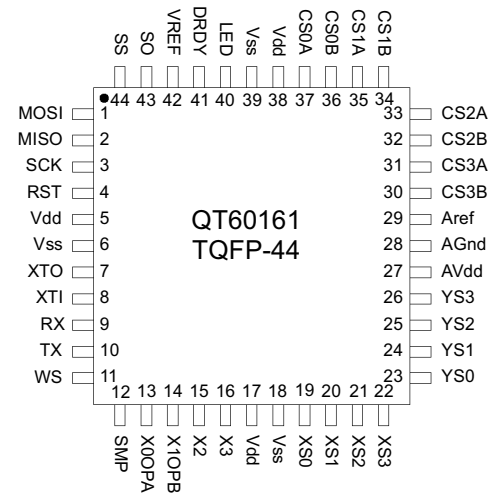 SS SO VREF DRDY LED Vss Vdd CS0A CS0B CS1A CS1B
44 43 42 41 40 39 38 37 36 35 34
MOSI 1 33 CS2A
MISO 2 32 CS2B
SCK 3 31 CS3A
RST 4 30 CS3B
Vdd 5 29 Aref
Vss 6 28 AGnd
XTO 7 27 AVdd
XTI 8 26 YS3
RX 9 25 YS2
TX 10 24 YS1
WS 11 23 YS0
QT60161
TQFP-44
12 13 14 15 16 17 18 19 20 21 22
SMP X0OPA X1OPB X2 X3 Vdd Vss XS0 XS1 XS2 XS3